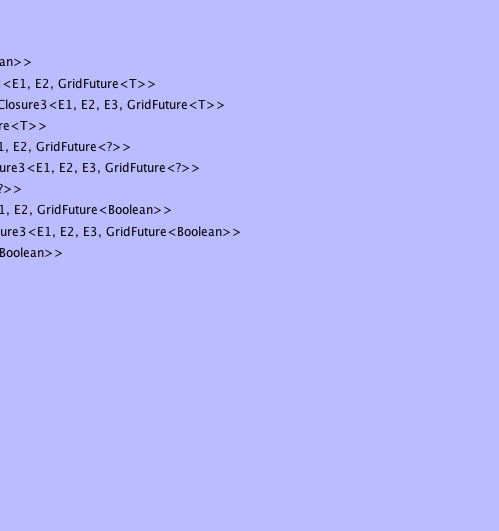 an>>
<E1, E2, GridFuture<T>>
Closure3<E1, E2, E3, GridFuture<T>>
re<T>>
1, E2, GridFuture<?>>
ure3<E1, E2, E3, GridFuture<?>>
?>>
1, E2, GridFuture<Boolean>>
ure3<E1, E2, E3, GridFuture<Boolean>>
Boolean>>